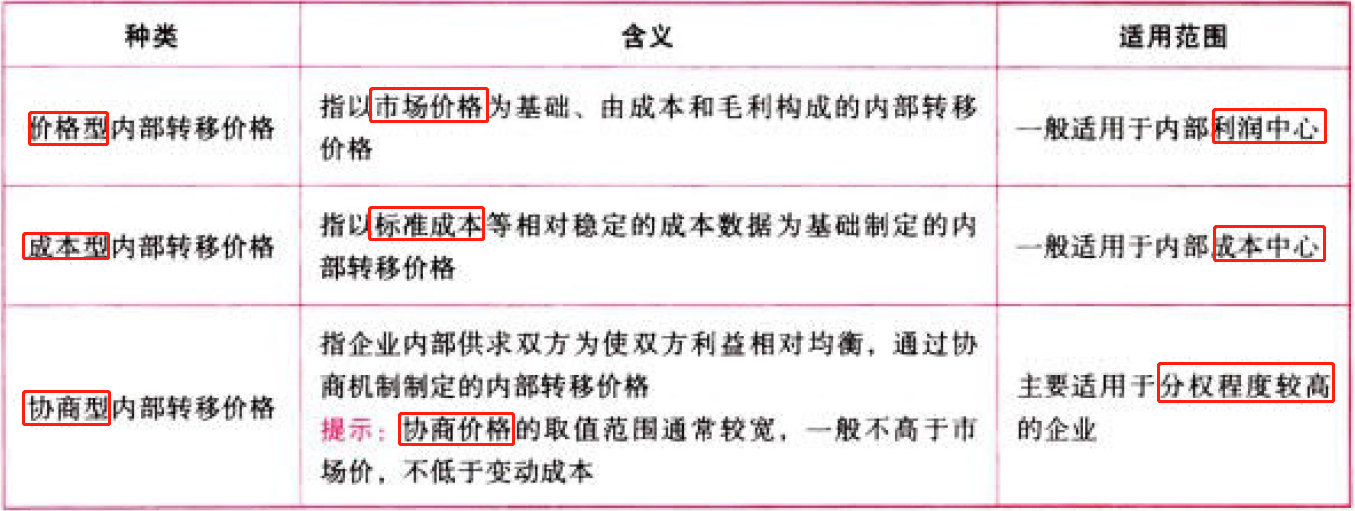 种类 含义 适用范围
价格型内部转移价格
指以市场价格为基础、由成本和毛利构成的内部转移
价格
一般适用于内部利润中心
成本型内部转移价格
指以标准成本等相对稳定的成本数据为基础制定的内
部转移价格
一般适用于内部成本中心
协商型内部转移价格
指企业内部供求双方为使双方利益相对均衡，通过协
商机制制定的内部转移价格
提示：协商价格的取值范围通常较宽，一般不高于市
场价，不低于变动成本
主要适用于分权程度较高
的企业